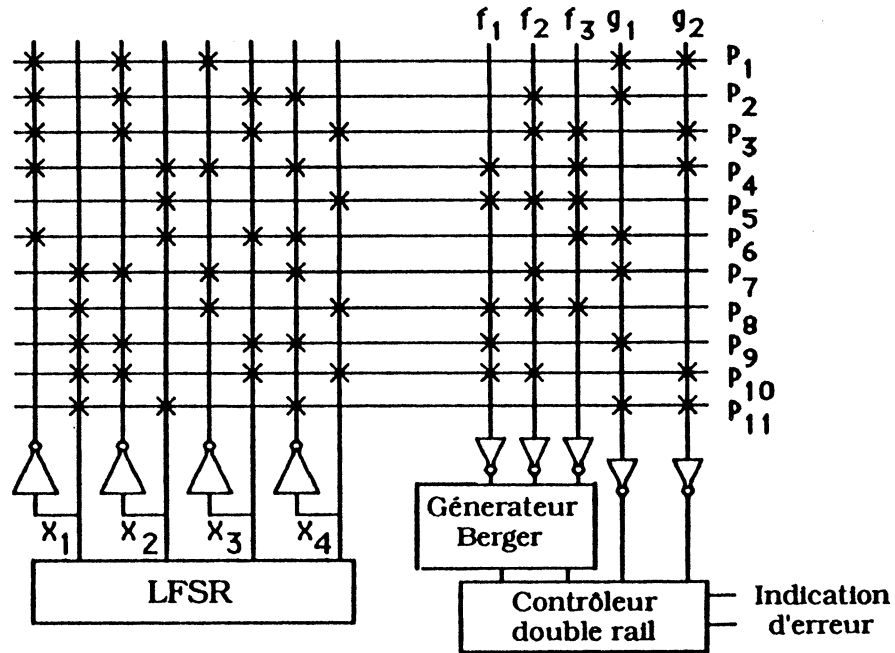 f1 f2 f3 g1 g2
P1
P2
P3
P4
P5
P6
P7
P8
P9
P10
P11
X1 X2 X3 X4
LFSR
Génerateur
Berger
Contrôleur
double rail
Indication
d'erreur